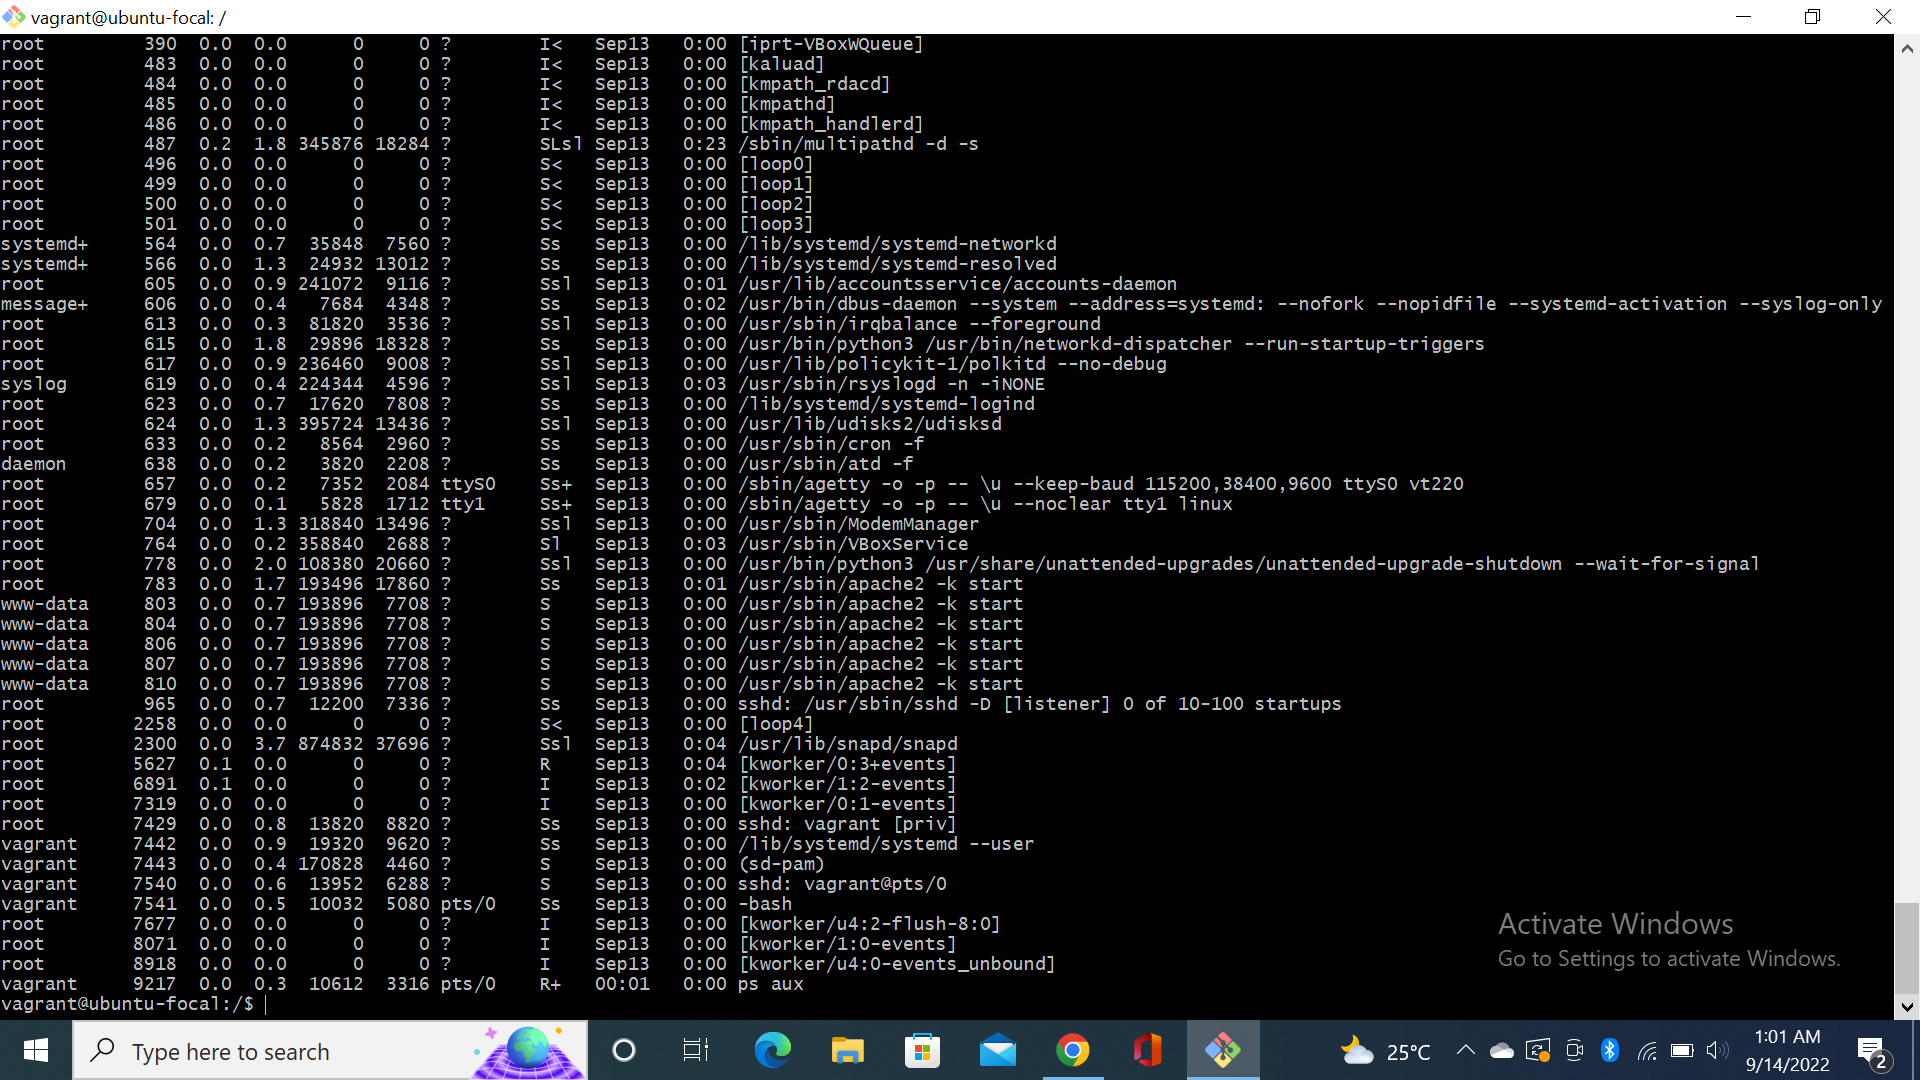 vagrant@ubuntu-focal: /
root 390 0.0 0.0 0 0 ? I< Sep13 0:00 [iprt-VBoxWQueue]
root 483 0.0 0.0 0 0 ? I< Sep13 0:00 [kaluad]
root 484 0.0 0.0 0 0 ? I< Sep13 0:00 [kmpath_rdacd]
root 485 0.0 0.0 0 0 ? I< Sep13 0:00 [kmpathd]
root 486 0.0 0.0 0 0 ? I< Sep13 0:00 [kmpath_handlerd]
root 487 0.2 1.8 345876 18284 ? SLsl Sep13 0:23 /sbin/multipathd -d -s
root 496 0.0 0.0 0 0 ? S< Sep13 0:00 [loop0]
root 499 0.0 0.0 0 0 ? S< Sep13 0:00 [loop1]
root 500 0.0 0.0 0 0 ? S< Sep13 0:00 [loop2]
root 501 0.0 0.0 0 0 ? S< Sep13 0:00 [loop3]
systemd+ 564 0.0 0.7 35848 7560 ? Ss Sep13 0:00 /lib/systemd/systemd-networkd
systemd+ 566 0.0 1.3 24932 13012 ? Ss Sep13 0:00 /lib/systemd/systemd-resolved
root 605 0.0 0.9 241072 9116 ? Ssl Sep13 0:01 /usr/lib/accountsservice/accounts-daemon
message+ 606 0.0 0.4 7684 4348 ? Ss Sep13 0:02 /usr/bin/dbus-daemon --system --address=systemd: --nofork --nopidfile --systemd-activation --syslog-only
root 613 0.0 0.3 81820 3536 ? Ssl Sep13 0:00 /usr/sbin/irqbalance --foreground
root 615 0.0 1.8 29896 18328 ? Ss Sep13 0:00 /usr/bin/python3 /usr/bin/networkd-dispatcher --run-startup-triggers
root 617 0.0 0.9 236460 9008 ? Ssl Sep13 0:00 /usr/lib/policykit-1/polkitd --no-debug
syslog 619 0.0 0.4 224344 4596 ? Ssl Sep13 0:03 /usr/sbin/rsyslogd -n -iNONE
root 623 0.0 0.7 17620 7808 ? Ss Sep13 0:00 /lib/systemd/systemd-logind
root 624 0.0 1.3 395724 13436 ? Ssl Sep13 0:00 /usr/lib/udisks2/udisksd
root 633 0.0 0.2 8564 2960 ? Ss Sep13 0:00 /usr/sbin/cron -f
daemon 638 0.0 0.2 3820 2208 ? Ss Sep13 0:00 /usr/sbin/atd -f
root 657 0.0 0.2 7352 2084 ttyS0 Ss+ Sep13 0:00 /sbin/agetty -o -p -- \u --keep-baud 115200,38400,9600 ttyS0 vt220
root 679 0.0 0.1 5828 1712 tty1 Ss+ Sep13 0:00 /sbin/agetty -o -p -- \u --noclear tty1 linux
root 704 0.0 1.3 318840 13496 ? Ssl Sep13 0:00 /usr/sbin/ModemManager
root 764 0.0 0.2 358840 2688 ? Sl Sep13 0:03 /usr/sbin/VBoxService
root 778 0.0 2.0 108380 20660 ? Ssl Sep13 0:00 /usr/bin/python3 /usr/share/unattended-upgrades/unattended-upgrade-shutdown --wait-for-signal
root 783 0.0 1.7 193496 17860 ? Ss Sep13 0:01 /usr/sbin/apache2 -k start
www-data 803 0.0 0.7 193896 7708 ? S Sep13 0:00 /usr/sbin/apache2 -k start
www-data 804 0.0 0.7 193896 7708 ? S Sep13 0:00 /usr/sbin/apache2 -k start
www-data 806 0.0 0.7 193896 7708 ? S Sep13 0:00 /usr/sbin/apache2 -k start
www-data 807 0.0 0.7 193896 7708 ? S Sep13 0:00 /usr/sbin/apache2 -k start
www-data 810 0.0 0.7 193896 7708 ? S Sep13 0:00 /usr/sbin/apache2 -k start
root 965 0.0 0.7 12200 7336 ? Ss Sep13 0:00 sshd: /usr/sbin/sshd -D [listener] 0 of 10-100 startups
root 2258 0.0 0.0 0 0 ? S< Sep13 0:00 [loop4]
root 2300 0.0 3.7 874832 37696 ? Ssl Sep13 0:04 /usr/lib/snapd/snapd
root 5627 0.1 0.0 0 0 ? R Sep13 0:04 [kworker/0:3+events]
root 6891 0.1 0.0 0 0 ? I Sep13 0:02 [kworker/1:2-events]
root 7319 0.0 0.0 0 0 ? I Sep13 0:00 [kworker/0:1-events]
root 7429 0.0 0.8 13820 8820 ? Ss Sep13 0:00 sshd: vagrant [priv]
vagrant 7442 0.0 0.9 19320 9620 ? Ss Sep13 0:00 /lib/systemd/systemd --user
vagrant 7443 0.0 0.4 170828 4460 ? S Sep13 0:00 (sd-pam)
vagrant 7540 0.0 0.6 13952 6288 ? S Sep13 0:00 sshd: vagrant@pts/0
vagrant 7541 0.0 0.5 10032 5080 pts/0 Ss Sep13 0:00 -bash
root 7677 0.0 0.0 0 0 ? I Sep13 0:00 [kworker/u4:2-flush-8:0]
root 8071 0.0 0.0 0 0 ? I Sep13 0:00 [kworker/1:0-events]
root 8918 0.0 0.0 0 0 ? I Sep13 0:00 [kworker/u4:0-events_unbound]
vagrant 9217 0.0 0.3 10612 3316 pts/0 R+ 00:01 0:00 ps aux
vagrant@ubuntu-focal:/$
Activate Windows
Go to Settings to activate Windows.
Type here to search
25°C
1:01 AM
9/14/2022
2